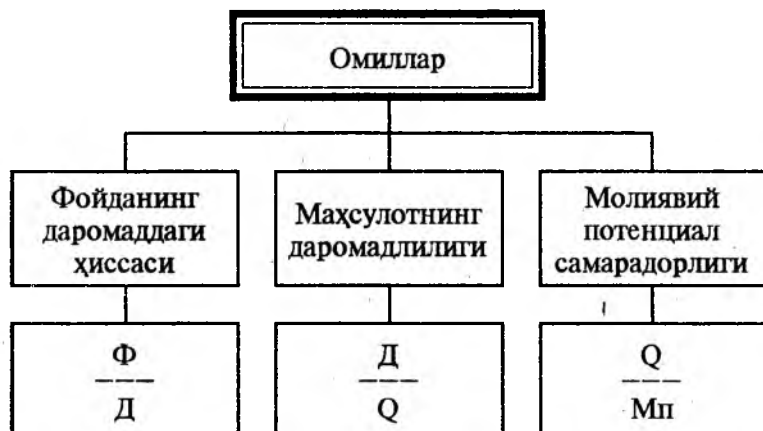 Омиллар
Фойданинг
даромаддаги
ҳиссаси
Маҳсулотнинг
даромадлилиги
Молиявий
потенциал
самарадорлиги
Ф
Д
Д
Q
Q
Мп